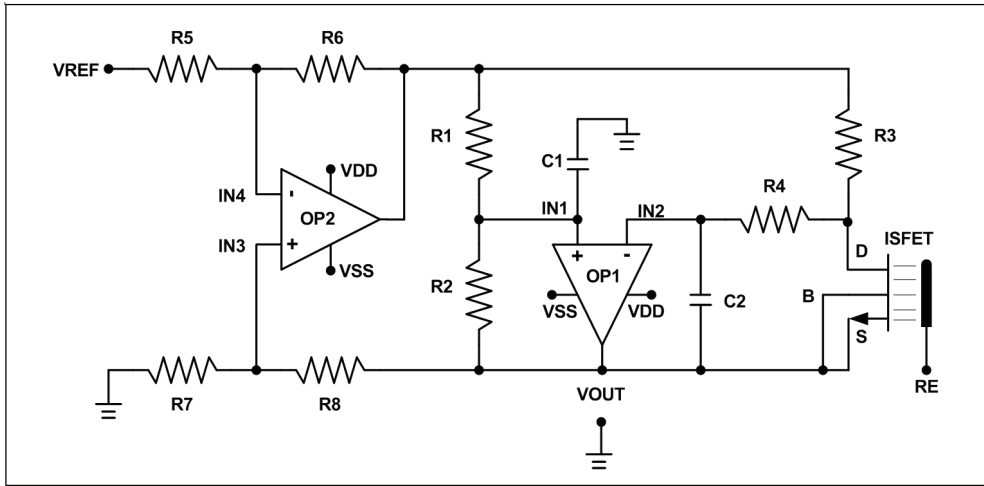 R5
R6
VREF
R1
R3
C1
VDD
R4
IN4
OP2
IN1
IN2
ISFET
IN3
-
+
+
-
D
VSS
R2
OP1
B
C2
VSS
VDD
S
R7
R8
VOUT
RE